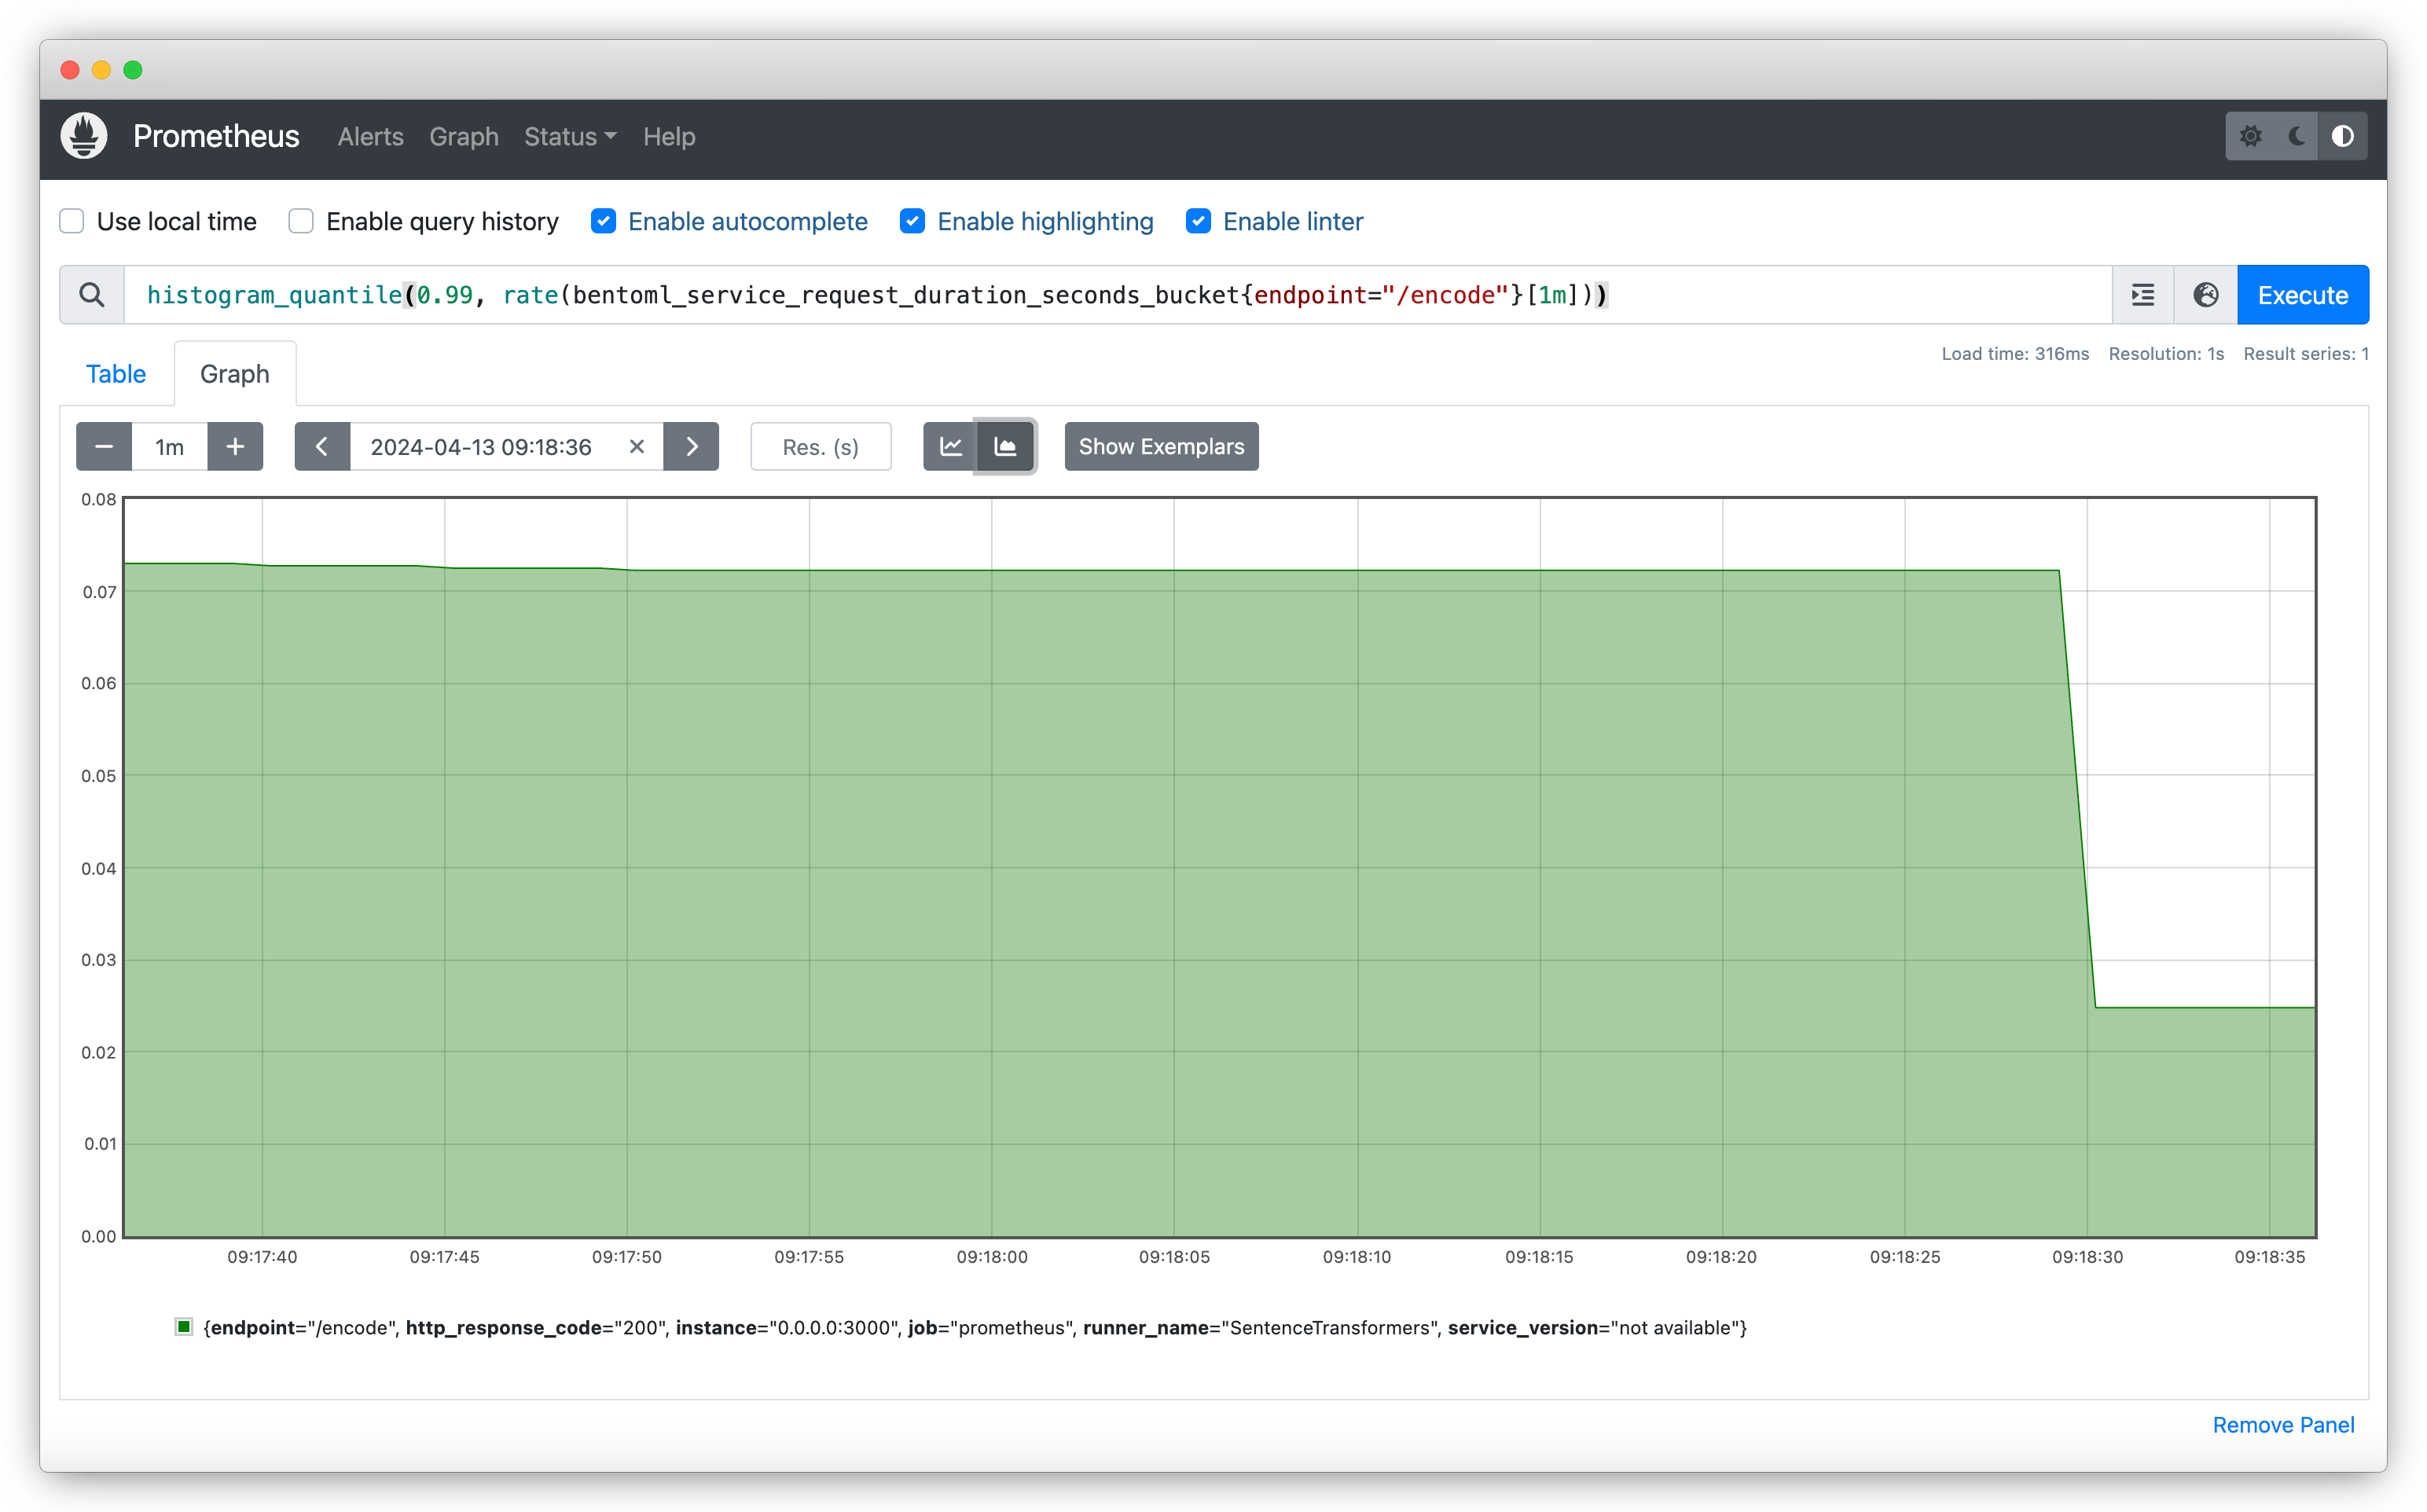 Prometheus Alerts Graph Status Help
Use local time Enable query history Enable autocomplete Enable highlighting Enable linter
histogram_quantile(0.99, rate(bentoml_service_request_duration_seconds_bucket{endpoint="/encode"}[1m])) Execute
Load time: 316ms Resolution: 1s Result series: 1
Table Graph
1m 2024-04-13 09:18:36 Res. (s) Show Exemplars
0.08
0.07
0.06
0.05
0.04
0.03
0.02
0.01
0.00
09:17:40 09:17:45 09:17:50 09:17:55 09:18:00 09:18:05 09:18:10 09:18:15 09:18:20 09:18:25 09:18:30 09:18:35
{endpoint="/encode", http_response_code="200", instance="0.0.0.0:3000", job="prometheus", runner_name="SentenceTransformers", service_version="not available"}
Remove Panel